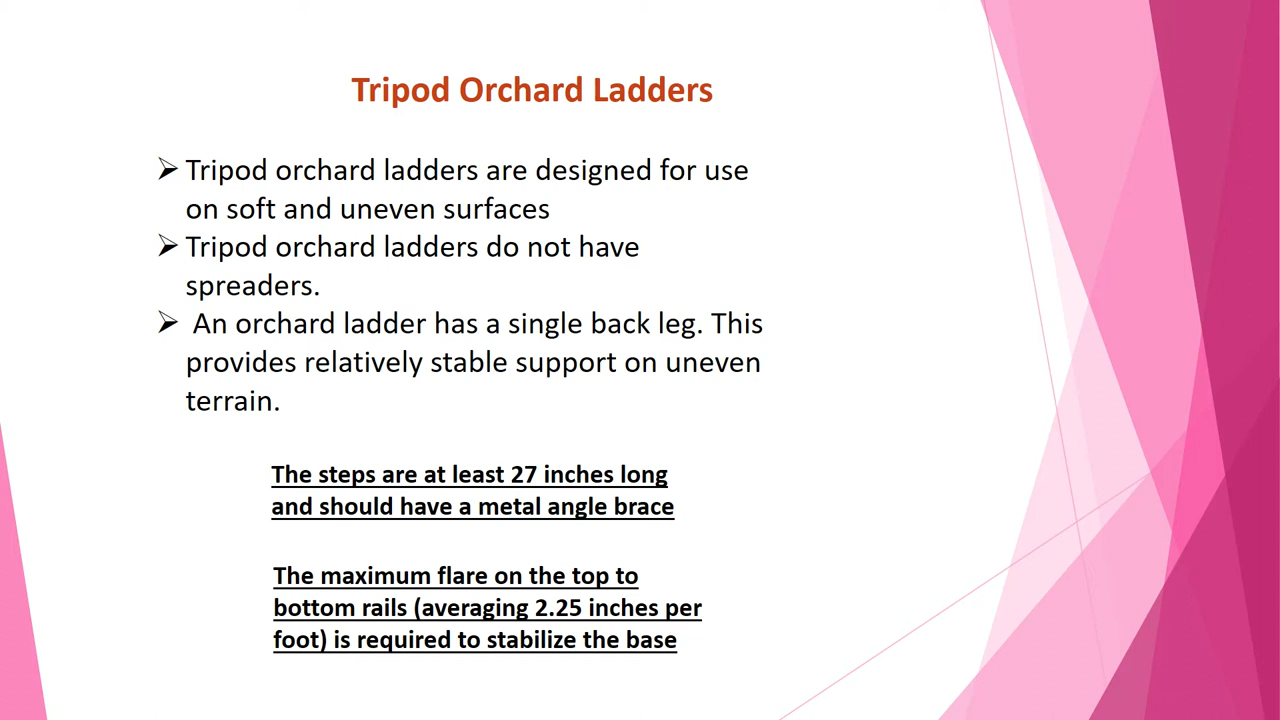 Tripod Orchard Ladders
➢ Tripod orchard ladders are designed for use
on soft and uneven surfaces
➢ Tripod orchard ladders do not have
spreaders.
➢ An orchard ladder has a single back leg. This
provides relatively stable support on uneven
terrain.
The steps are at least 27 inches long
and should have a metal angle brace
The maximum flare on the top to
bottom rails (averaging 2.25 inches per
foot) is required to stabilize the base